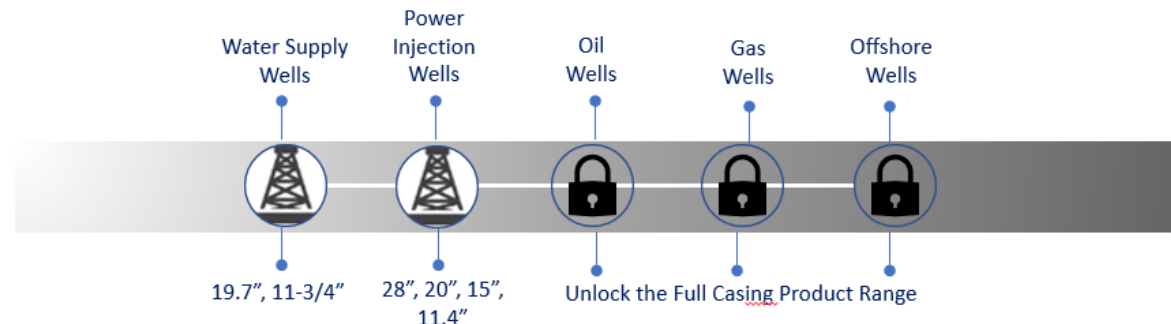 Water Supply
Wells
Power
Injection
Wells
Oil
Wells
Gas
Wells
Offshore
Wells
19.7”, 11-3/4”
28”, 20”, 15”,
11.4”
Unlock the Full Casing Product Range